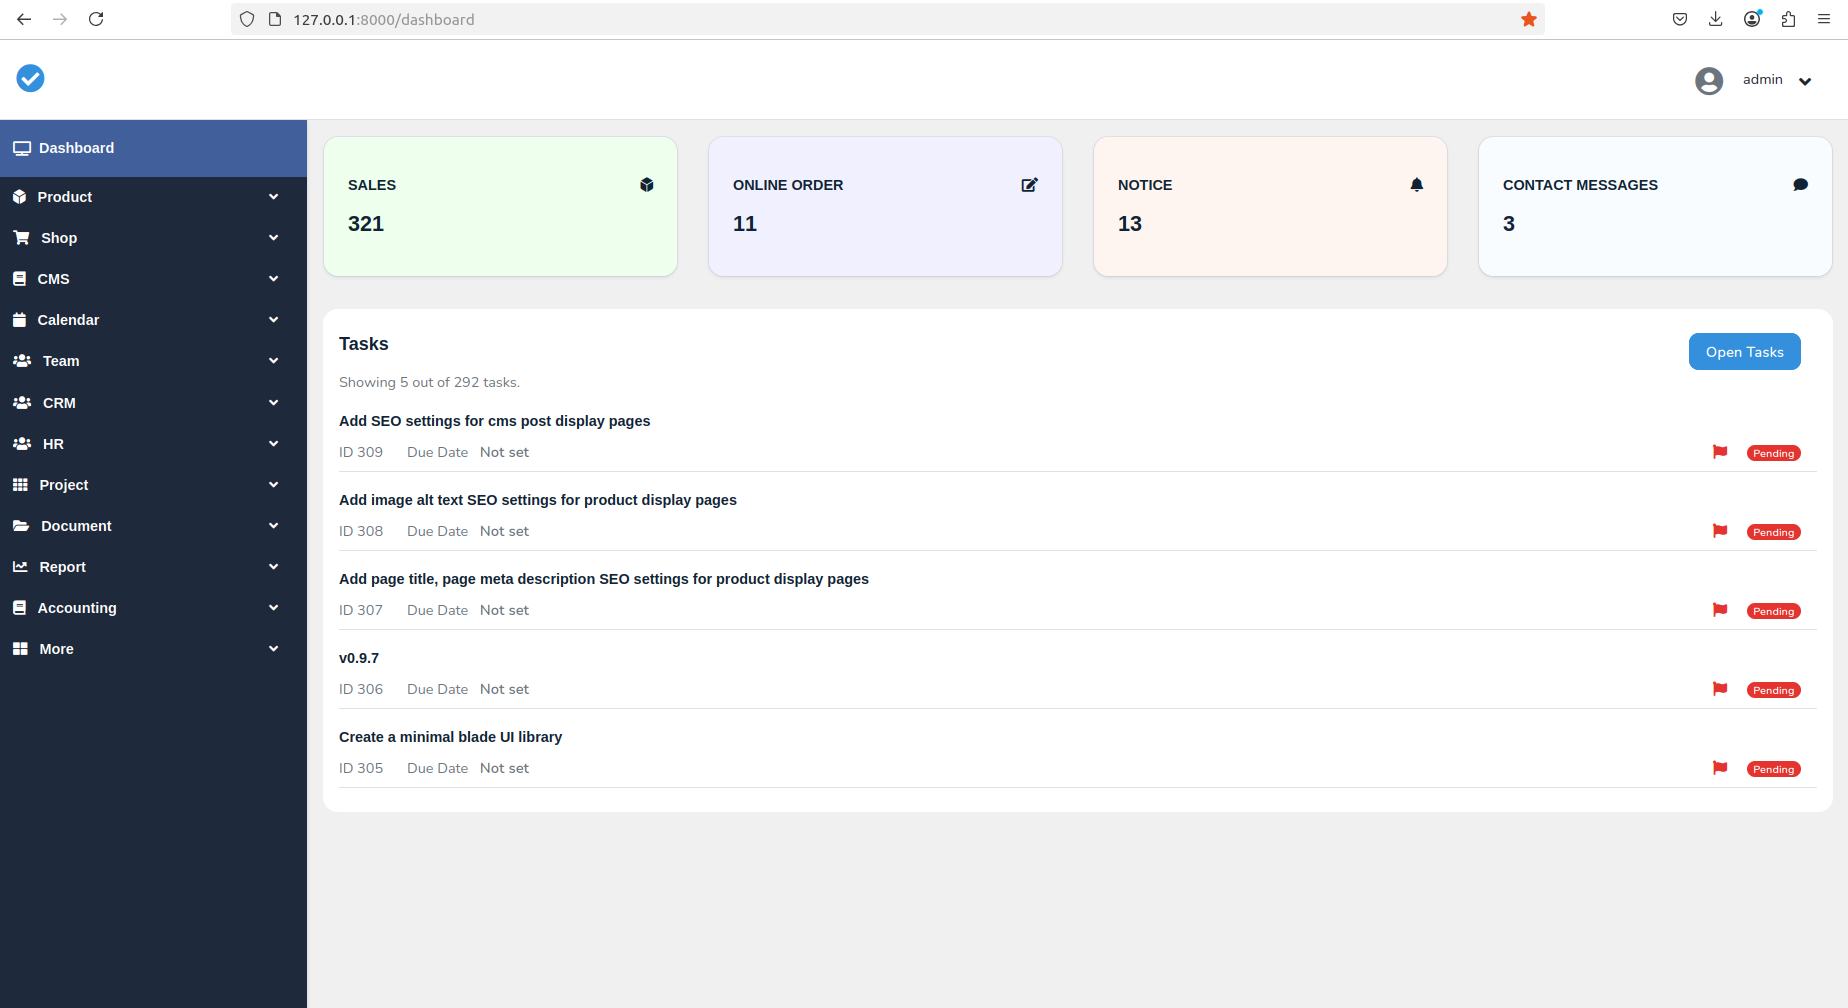 127.0.0.1:8000/dashboard
admin
Dashboard
Product
Shop
CMS
Calendar
Team
CRM
HR
Project
Document
Report
Accounting
More
SALES
321
ONLINE ORDER
11
NOTICE
13
CONTACT MESSAGES
3
Tasks
Open Tasks
Showing 5 out of 292 tasks.
Add SEO settings for cms post display pages
ID 309 Due Date Not set Pending
Add image alt text SEO settings for product display pages
ID 308 Due Date Not set Pending
Add page title, page meta description SEO settings for product display pages
ID 307 Due Date Not set Pending
v0.9.7
ID 306 Due Date Not set Pending
Create a minimal blade UI library
ID 305 Due Date Not set Pending